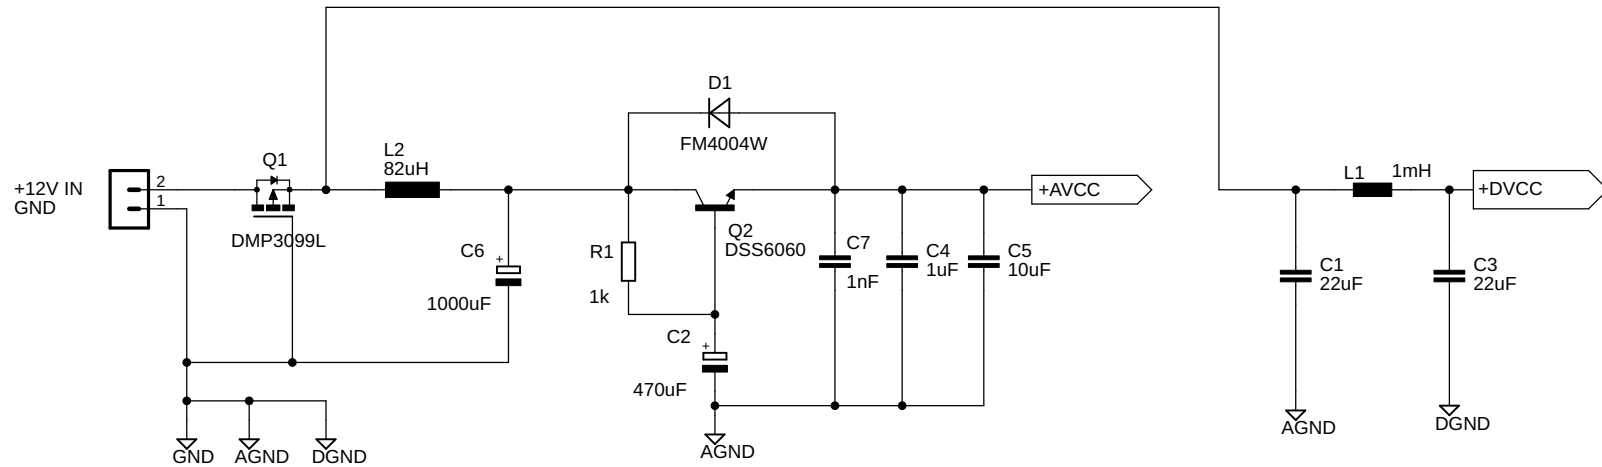 +12V IN
GND
2
1
Q1
DMP3099L
L2
82uH
C6
+
1000uF
D1
FM4004W
R1
1k
Q2
DSS6060
C2
+
470uF
C7
1nF
C4
1uF
C5
10uF
+AVCC
L1
1mH
+DVCC
C1
22uF
C3
22uF
GND
AGND
DGND
AGND
AGND
DGND